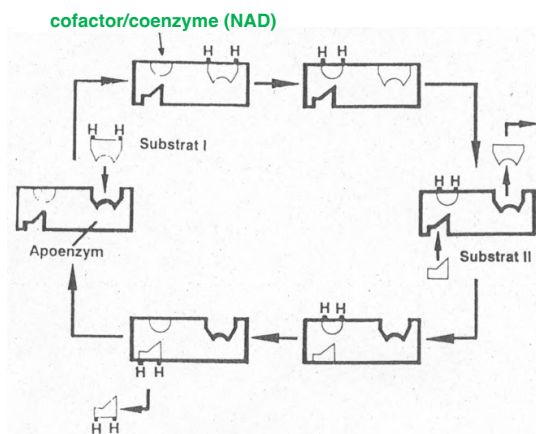 cofactor/coenzyme (NAD)
H H
H H
H H
Substrat I
H H
Apoenzym
Substrat II
H H
H H
H H